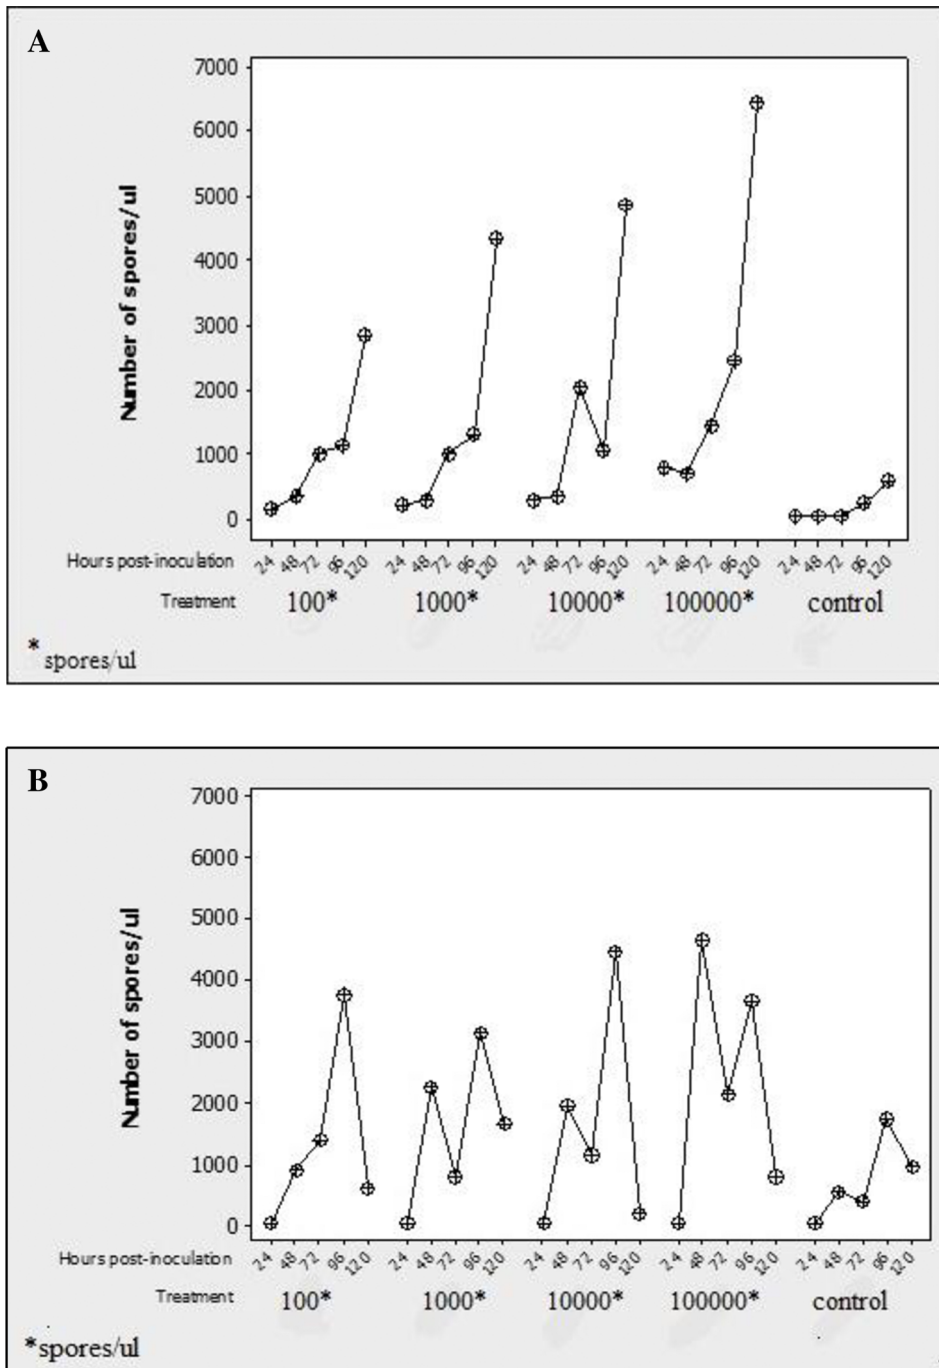 A
7000
6000
5000
4000
3000
2000
1000
0
Number of spores/ul
Hours post-inoculation 24 48 72 96 120 24 48 72 96 120 24 48 72 96 120 24 48 72 96 120 24 48 72 96 120
Treatment 100* 1000* 10000* 100000* control
* spores/ul
B
7000
6000
5000
4000
3000
2000
1000
0
Number of spores/ul
Hours post-inoculation 24 48 72 96 120 24 48 72 96 120 24 48 72 96 120 24 48 72 96 120 24 48 72 96 120
Treatment 100* 1000* 10000* 100000* control
*spores/ul